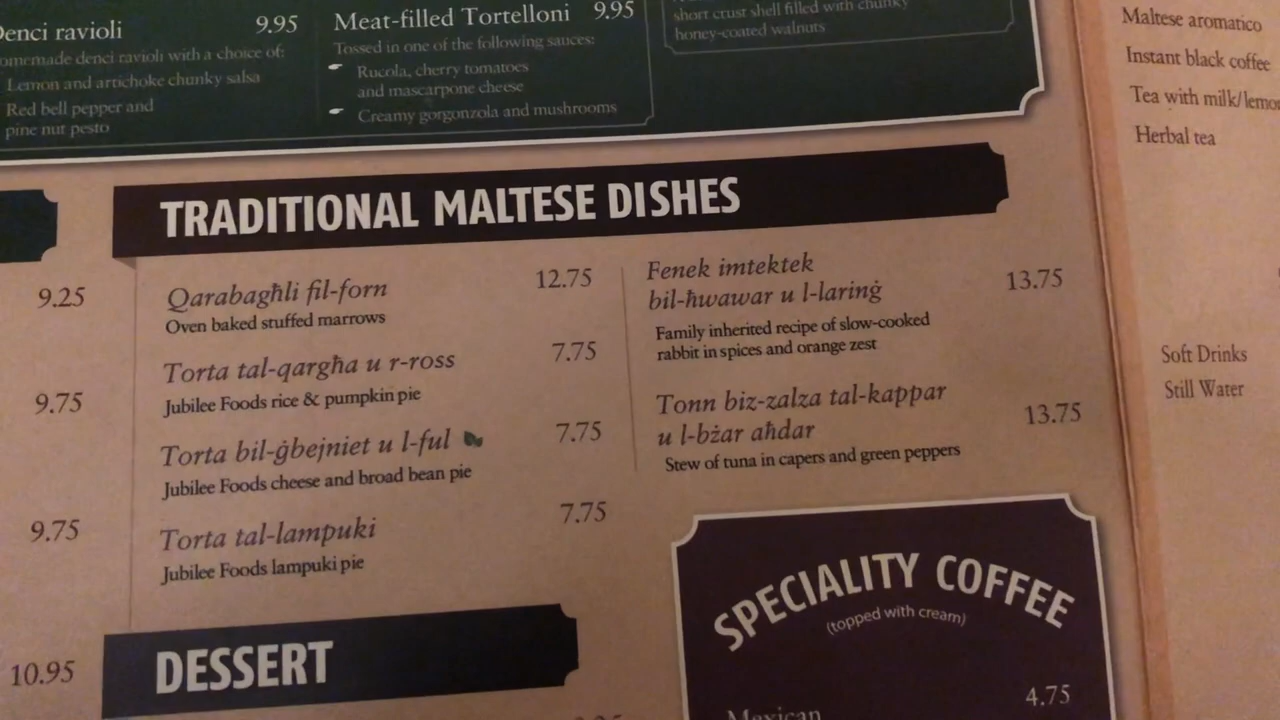 Denci ravioli 9.95
homemade denci ravioli with a choice of:
Lemon and artichoke chunky salsa
Red bell pepper and
pine nut pesto
Meat-filled Tortelloni 9.95
Tossed in one of the following sauces:
Rucola, cherry tomatoes
and mascarpone cheese
Creamy gorgonzola and mushrooms
short crust shell filled with chunky
honey-coated walnuts
Maltese aromatico
Instant black coffee
Tea with milk/lemon
Herbal tea
9.25
9.75
9.75
10.95
TRADITIONAL MALTESE DISHES
Qarabagħli fil-forn 12.75
Oven baked stuffed marrows
Torta tal-qargħa u r-ross 7.75
Jubilee Foods rice & pumpkin pie
Torta bil-ġbejniet u l-ful 7.75
Jubilee Foods cheese and broad bean pie
Torta tal-lampuki 7.75
Jubilee Foods lampuki pie
Fenek imtektek
bil-ħwawar u l-larinġ 13.75
Family inherited recipe of slow-cooked
rabbit in spices and orange zest
Tonn biz-zalza tal-kappar
u l-bżar aħdar 13.75
Stew of tuna in capers and green peppers
Soft Drinks
Still Water
DESSERT
SPECIALITY COFFEE
(topped with cream)
Mexican 4.75